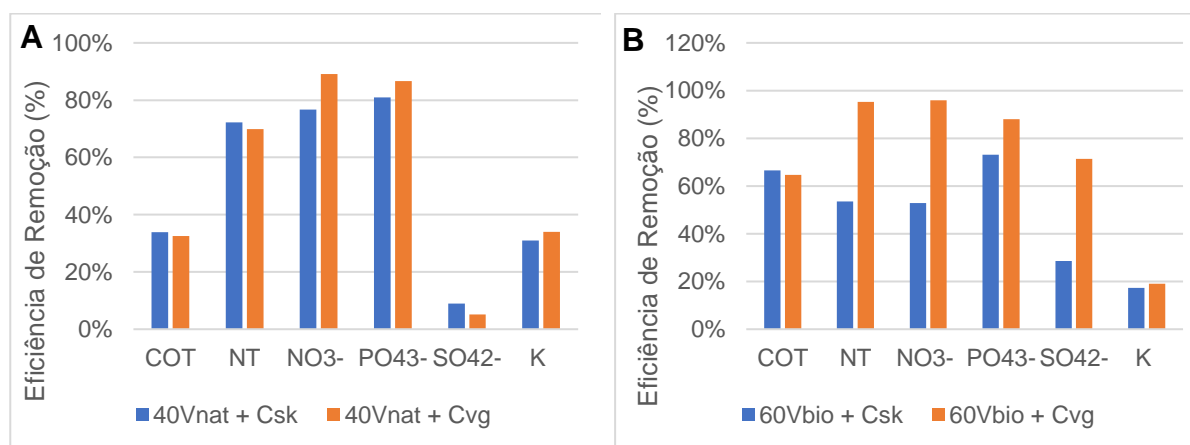 A
Eficiência de Remoção (%)
100%
80%
60%
40%
20%
0%
COT NT NO3- PO43- SO42- K
40Vnat + Csk 40Vnat + Cvg
B
Eficiência de Remoção (%)
120%
100%
80%
60%
40%
20%
0%
COT NT NO3- PO43- SO42- K
60Vbio + Csk 60Vbio + Cvg